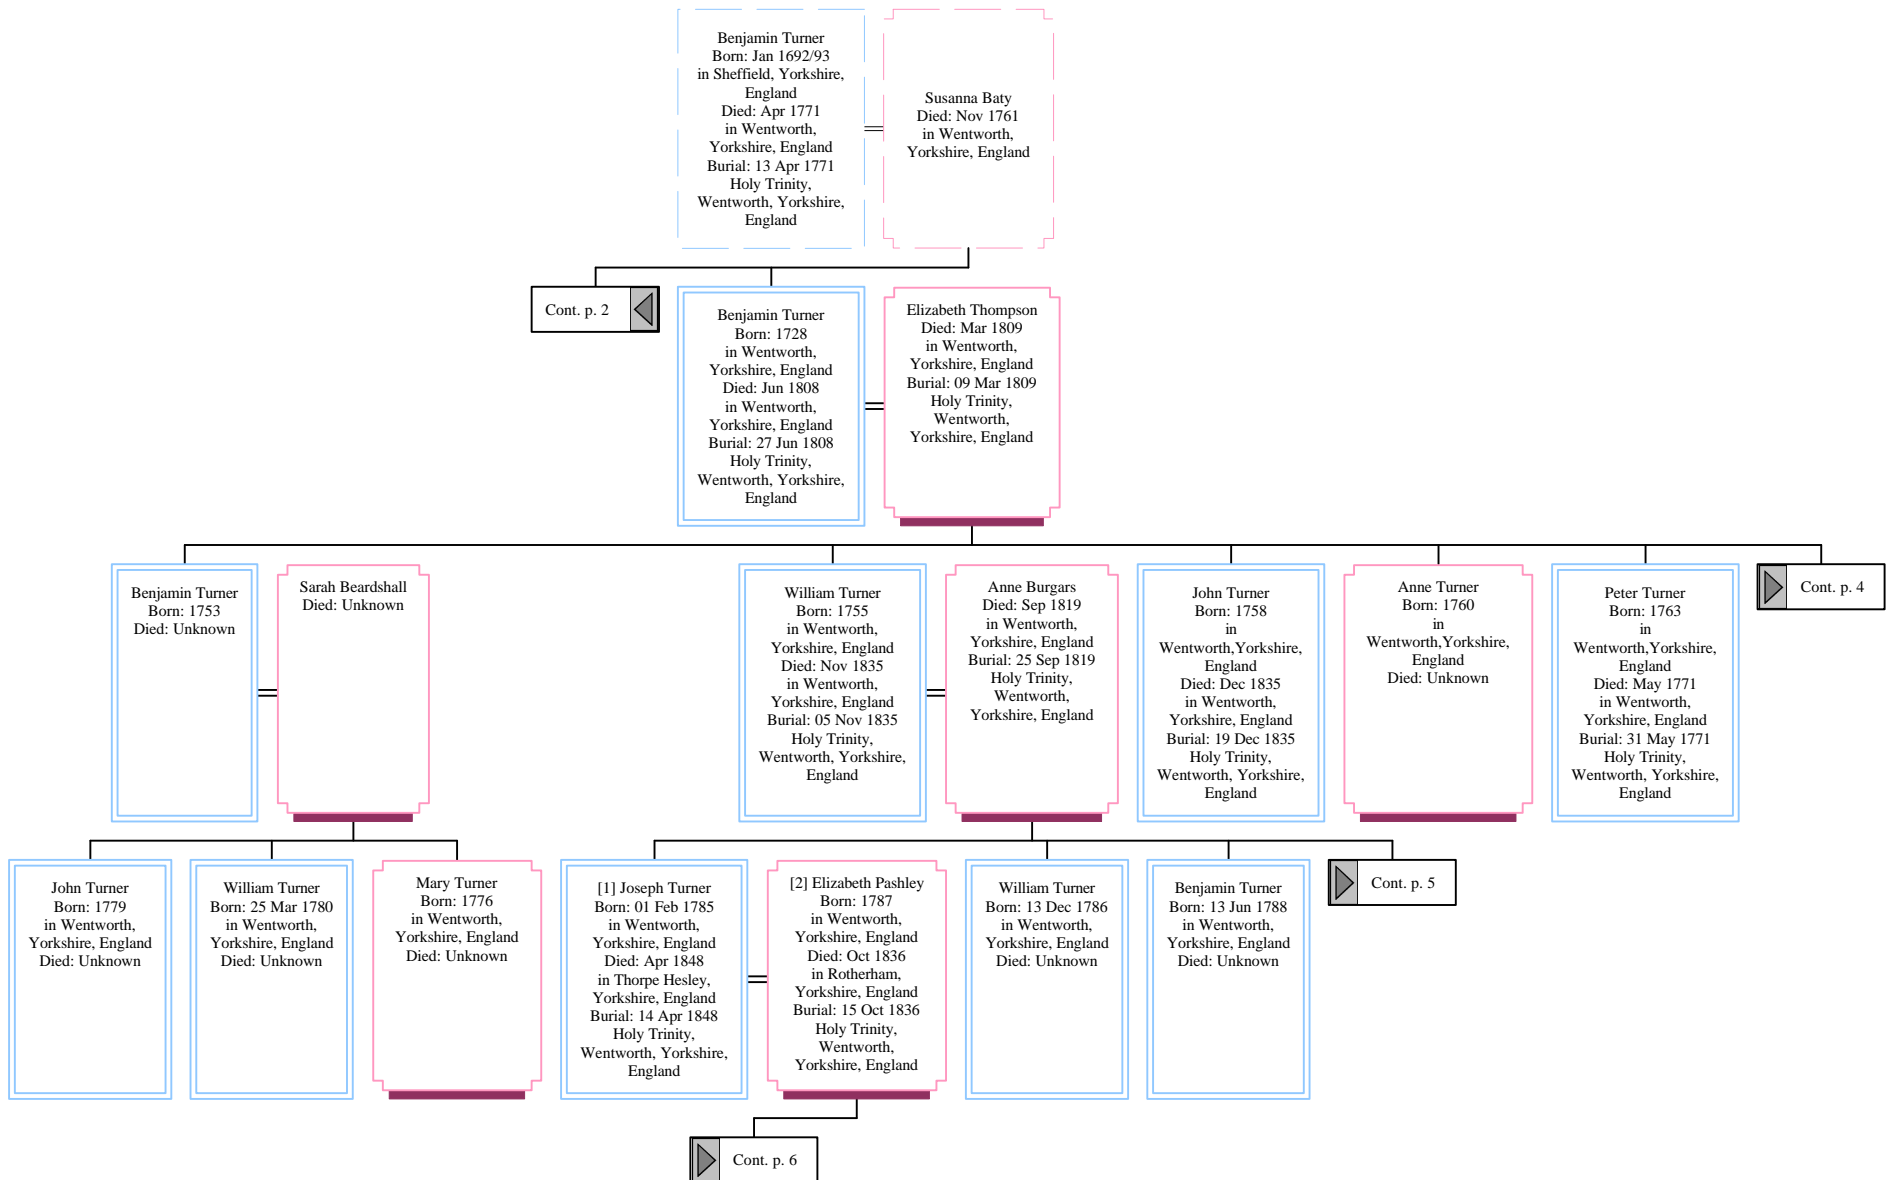 Benjamin Turner
Born: Jan 1692/93
in Sheffield, Yorkshire,
England
Died: Apr 1771
in Wentworth,
Yorkshire, England
Burial: 13 Apr 1771
Holy Trinity,
Wentworth, Yorkshire,
England
Susanna Baty
Died: Nov 1761
in Wentworth,
Yorkshire, England
Cont. p. 2
Benjamin Turner
Born: 1728
in Wentworth,
Yorkshire, England
Died: Jun 1808
in Wentworth,
Yorkshire, England
Burial: 27 Jun 1808
Holy Trinity,
Wentworth, Yorkshire,
England
Elizabeth Thompson
Died: Mar 1809
in Wentworth,
Yorkshire, England
Burial: 09 Mar 1809
Holy Trinity,
Wentworth,
Yorkshire, England
Benjamin Turner
Born: 1753
Died: Unknown
Sarah Beardshall
Died: Unknown
William Turner
Born: 1755
in Wentworth,
Yorkshire, England
Died: Nov 1835
in Wentworth,
Yorkshire, England
Burial: 05 Nov 1835
Holy Trinity,
Wentworth, Yorkshire,
England
Anne Burgars
Died: Sep 1819
in Wentworth,
Yorkshire, England
Burial: 25 Sep 1819
Holy Trinity,
Wentworth,
Yorkshire, England
John Turner
Born: 1758
in
Wentworth,Yorkshire,
England
Died: Dec 1835
in Wentworth,
Yorkshire, England
Burial: 19 Dec 1835
Holy Trinity,
Wentworth, Yorkshire,
England
Anne Turner
Born: 1760
in
Wentworth,Yorkshire,
England
Died: Unknown
Peter Turner
Born: 1763
in
Wentworth,Yorkshire,
England
Died: May 1771
in Wentworth,
Yorkshire, England
Burial: 31 May 1771
Holy Trinity,
Wentworth, Yorkshire,
England
Cont. p. 4
John Turner
Born: 1779
in Wentworth,
Yorkshire, England
Died: Unknown
William Turner
Born: 25 Mar 1780
in Wentworth,
Yorkshire, England
Died: Unknown
Mary Turner
Born: 1776
in Wentworth,
Yorkshire, England
Died: Unknown
[1] Joseph Turner
Born: 01 Feb 1785
in Wentworth,
Yorkshire, England
Died: Apr 1848
in Thorpe Hesley,
Yorkshire, England
Burial: 14 Apr 1848
Holy Trinity,
Wentworth, Yorkshire,
England
[2] Elizabeth Pashley
Born: 1787
in Wentworth,
Yorkshire, England
Died: Oct 1836
in Rotherham,
Yorkshire, England
Burial: 15 Oct 1836
Holy Trinity,
Wentworth,
Yorkshire, England
William Turner
Born: 13 Dec 1786
in Wentworth,
Yorkshire, England
Died: Unknown
Benjamin Turner
Born: 13 Jun 1788
in Wentworth,
Yorkshire, England
Died: Unknown
Cont. p. 5
Cont. p. 6